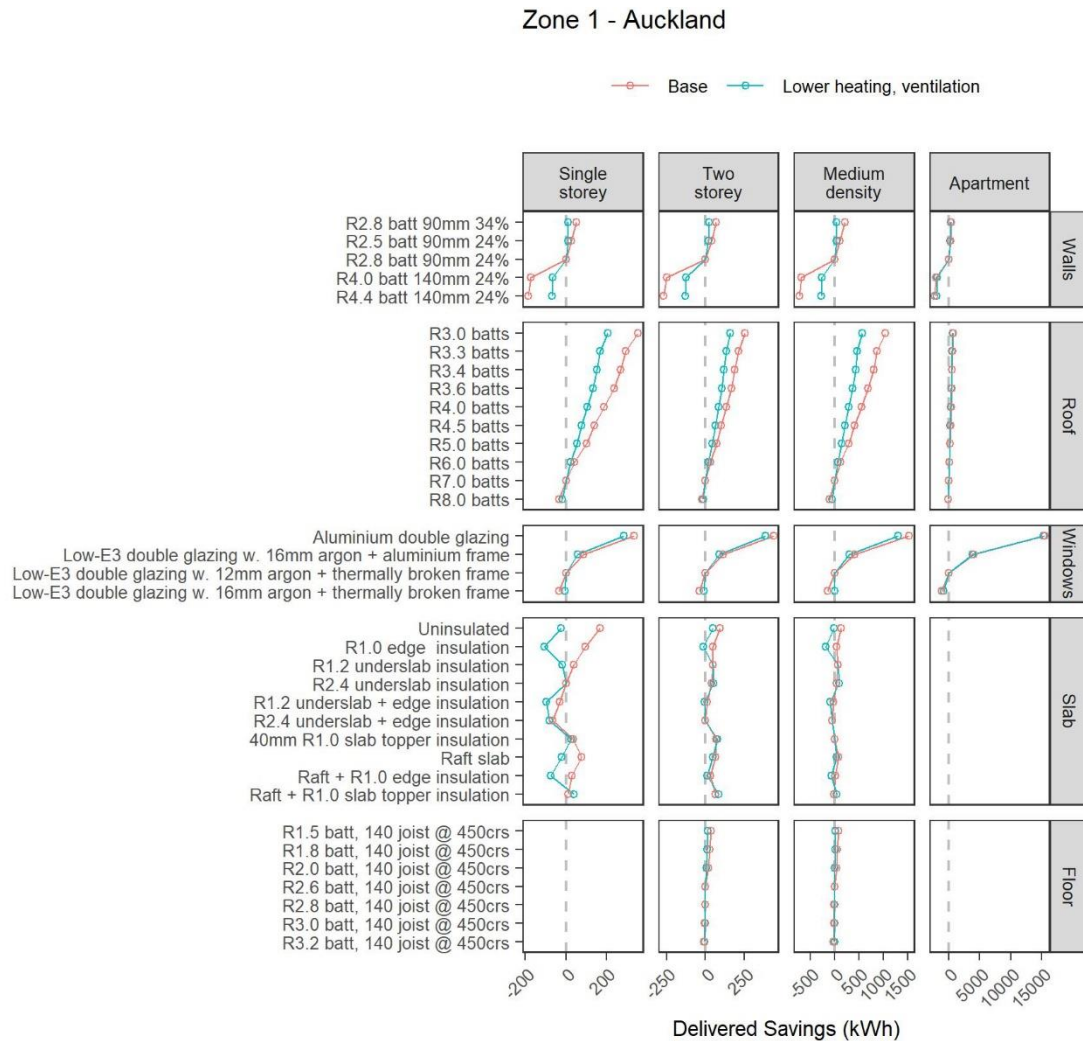 Zone 1 - Auckland
Base
Lower heating, ventilation
Single
storey
Two
storey
Medium
density
Apartment
R2.8 batt 90mm 34%
R2.5 batt 90mm 24%
R2.8 batt 90mm 24%
R4.0 batt 140mm 24%
R4.4 batt 140mm 24%
Walls
R3.0 batts
R3.3 batts
R3.4 batts
R3.6 batts
R4.0 batts
R4.5 batts
R5.0 batts
R6.0 batts
R7.0 batts
R8.0 batts
Roof
Aluminium double glazing
Low-E3 double glazing w. 16mm argon + aluminium frame
Low-E3 double glazing w. 12mm argon + thermally broken frame
Low-E3 double glazing w. 16mm argon + thermally broken frame
Windows
Uninsulated
R1.0 edge insulation
R1.2 underslab insulation
R2.4 underslab insulation
R1.2 underslab + edge insulation
R2.4 underslab + edge insulation
40mm R1.0 slab topper insulation
Raft slab
Raft + R1.0 edge insulation
Raft + R1.0 slab topper insulation
Slab
R1.5 batt, 140 joist @ 450crs
R1.8 batt, 140 joist @ 450crs
R2.0 batt, 140 joist @ 450crs
R2.6 batt, 140 joist @ 450crs
R2.8 batt, 140 joist @ 450crs
R3.0 batt, 140 joist @ 450crs
R3.2 batt, 140 joist @ 450crs
Floor
-200 0 200
0 250
-500 0 500 1000 1500
0 5000 10000 15000
Delivered Savings (kWh)